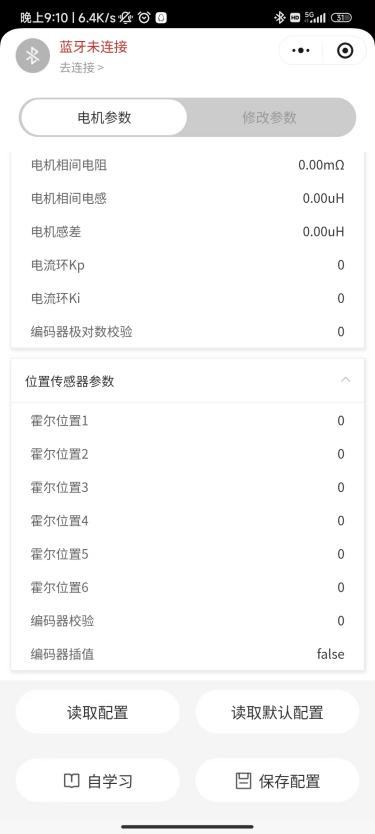 晚上9:10 | 6.4K/s
HD 5G 31
蓝牙未连接
去连接 >
电机参数 修改参数
电机相间电阻 0.00mΩ
电机相间电感 0.00uH
电机感差 0.00uH
电流环Kp 0
电流环Ki 0
编码器极对数校验 0
位置传感器参数
霍尔位置1 0
霍尔位置2 0
霍尔位置3 0
霍尔位置4 0
霍尔位置5 0
霍尔位置6 0
编码器校验 0
编码器插值 false
读取配置 读取默认配置
自学习 保存配置